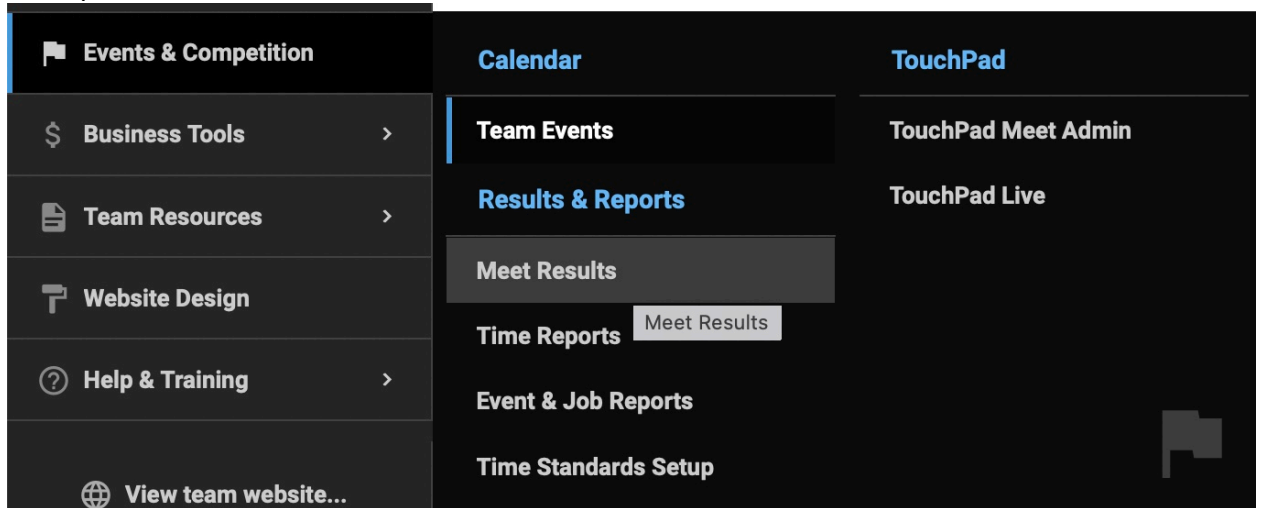 Events & Competition
Business Tools
Team Resources
Website Design
Help & Training
View team website...
Calendar
Team Events
Results & Reports
Meet Results
Meet Results
Time Reports
Event & Job Reports
Time Standards Setup
TouchPad
TouchPad Meet Admin
TouchPad Live